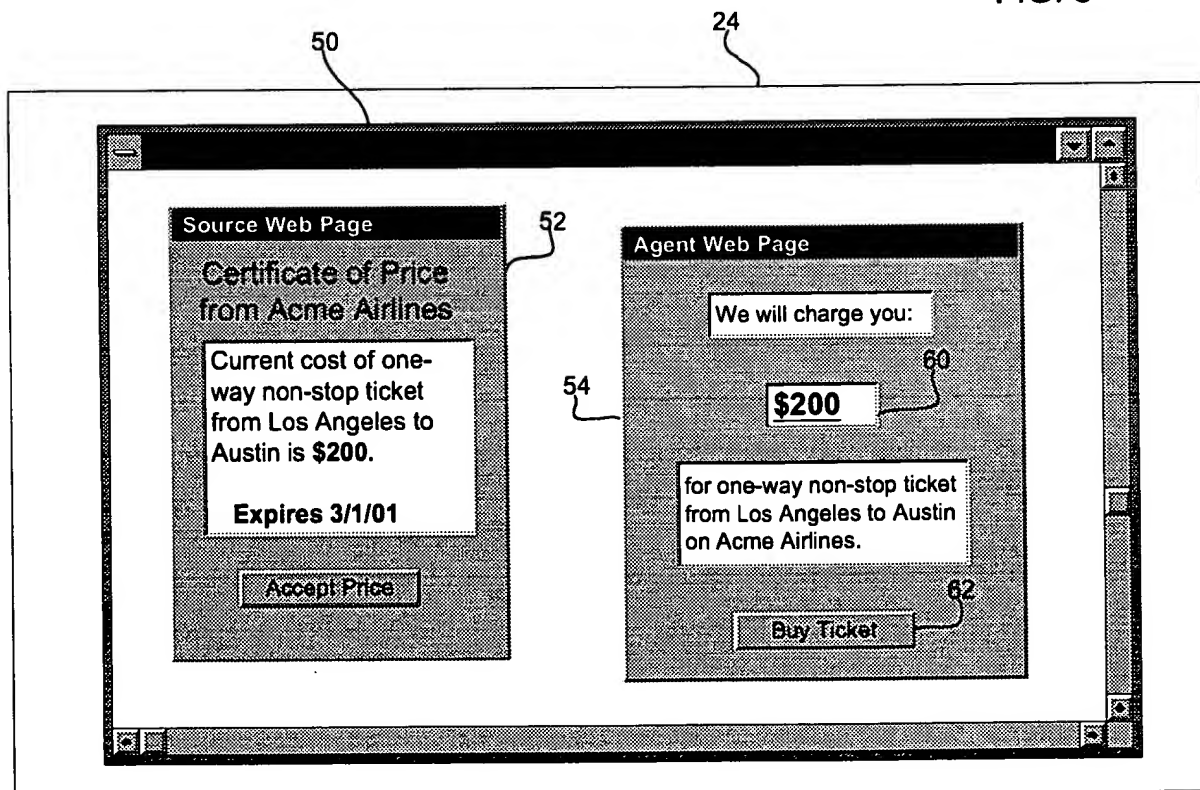 24
50
Source Web Page
52
Certificate of Price
from Acme Airlines
Current cost of one-
way non-stop ticket
from Los Angeles to
Austin is $200.
Expires 3/1/01
Accept Price
Agent Web Page
We will charge you:
54
60
$200
for one-way non-stop ticket
from Los Angeles to Austin
on Acme Airlines.
62
Buy Ticket